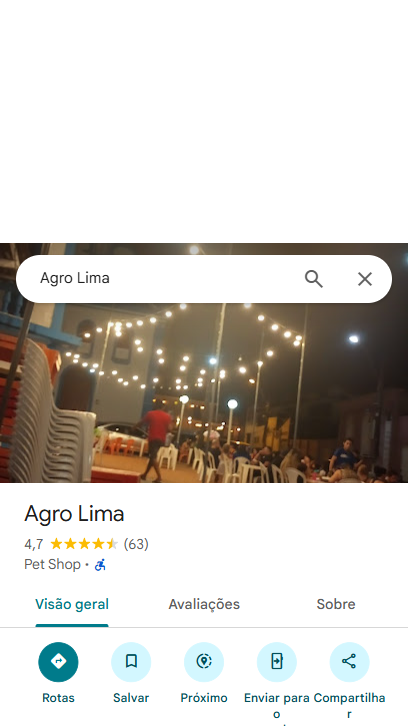 Agro Lima
Agro Lima
4,7 (63)
Pet Shop •
Visão geral Avaliações Sobre
Rotas Salvar Próximo Enviar para o Compartilhar